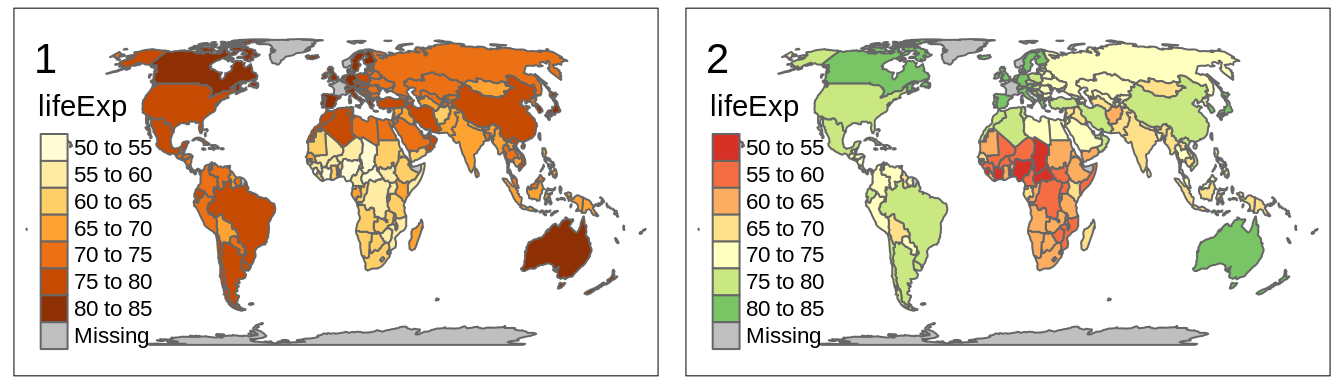 1
lifeExp
50 to 55
55 to 60
60 to 65
65 to 70
70 to 75
75 to 80
80 to 85
Missing
2
lifeExp
50 to 55
55 to 60
60 to 65
65 to 70
70 to 75
75 to 80
80 to 85
Missing